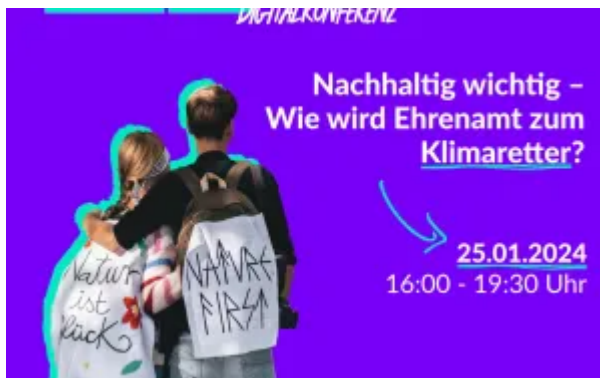 DIGITALKONFERENZ
Nachhaltig wichtig –
Wie wird Ehrenamt zum
Klimaretter?
25.01.2024
16:00 - 19:30 Uhr
Natur
ist
Glück
NATURE
FIRST